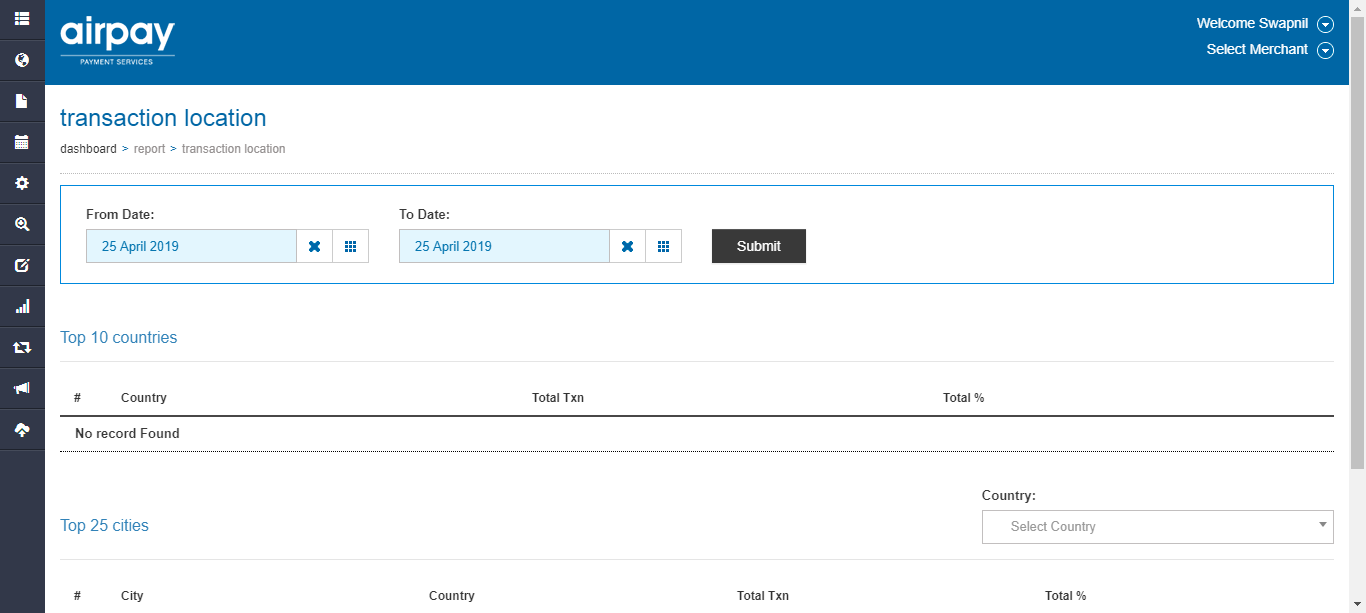 airpay
PAYMENT SERVICES
Welcome Swapnil
Select Merchant
transaction location
dashboard > report > transaction location
From Date:
To Date:
25 April 2019
25 April 2019
Submit
Top 10 countries
# Country Total Txn Total %
No record Found
Country:
Top 25 cities
Select Country
# City Country Total Txn Total %